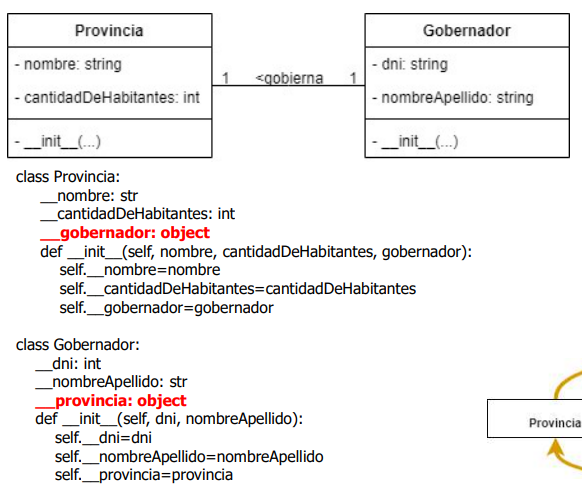 Provincia
- nombre: string
- cantidadDeHabitantes: int
- __init__(...)
1 <gobierna 1
Gobernador
- dni: string
- nombreApellido: string
- __init__(...)
class Provincia:
__nombre: str
__cantidadDeHabitantes: int
__gobernador: object
def __init__(self, nombre, cantidadDeHabitantes, gobernador):
self.__nombre=nombre
self.__cantidadDeHabitantes=cantidadDeHabitantes
self.__gobernador=gobernador
class Gobernador:
__dni: int
__nombreApellido: str
__provincia: object
def __init__(self, dni, nombreApellido):
self.__dni=dni
self.__nombreApellido=nombreApellido
self.__provincia=provincia
Provincia